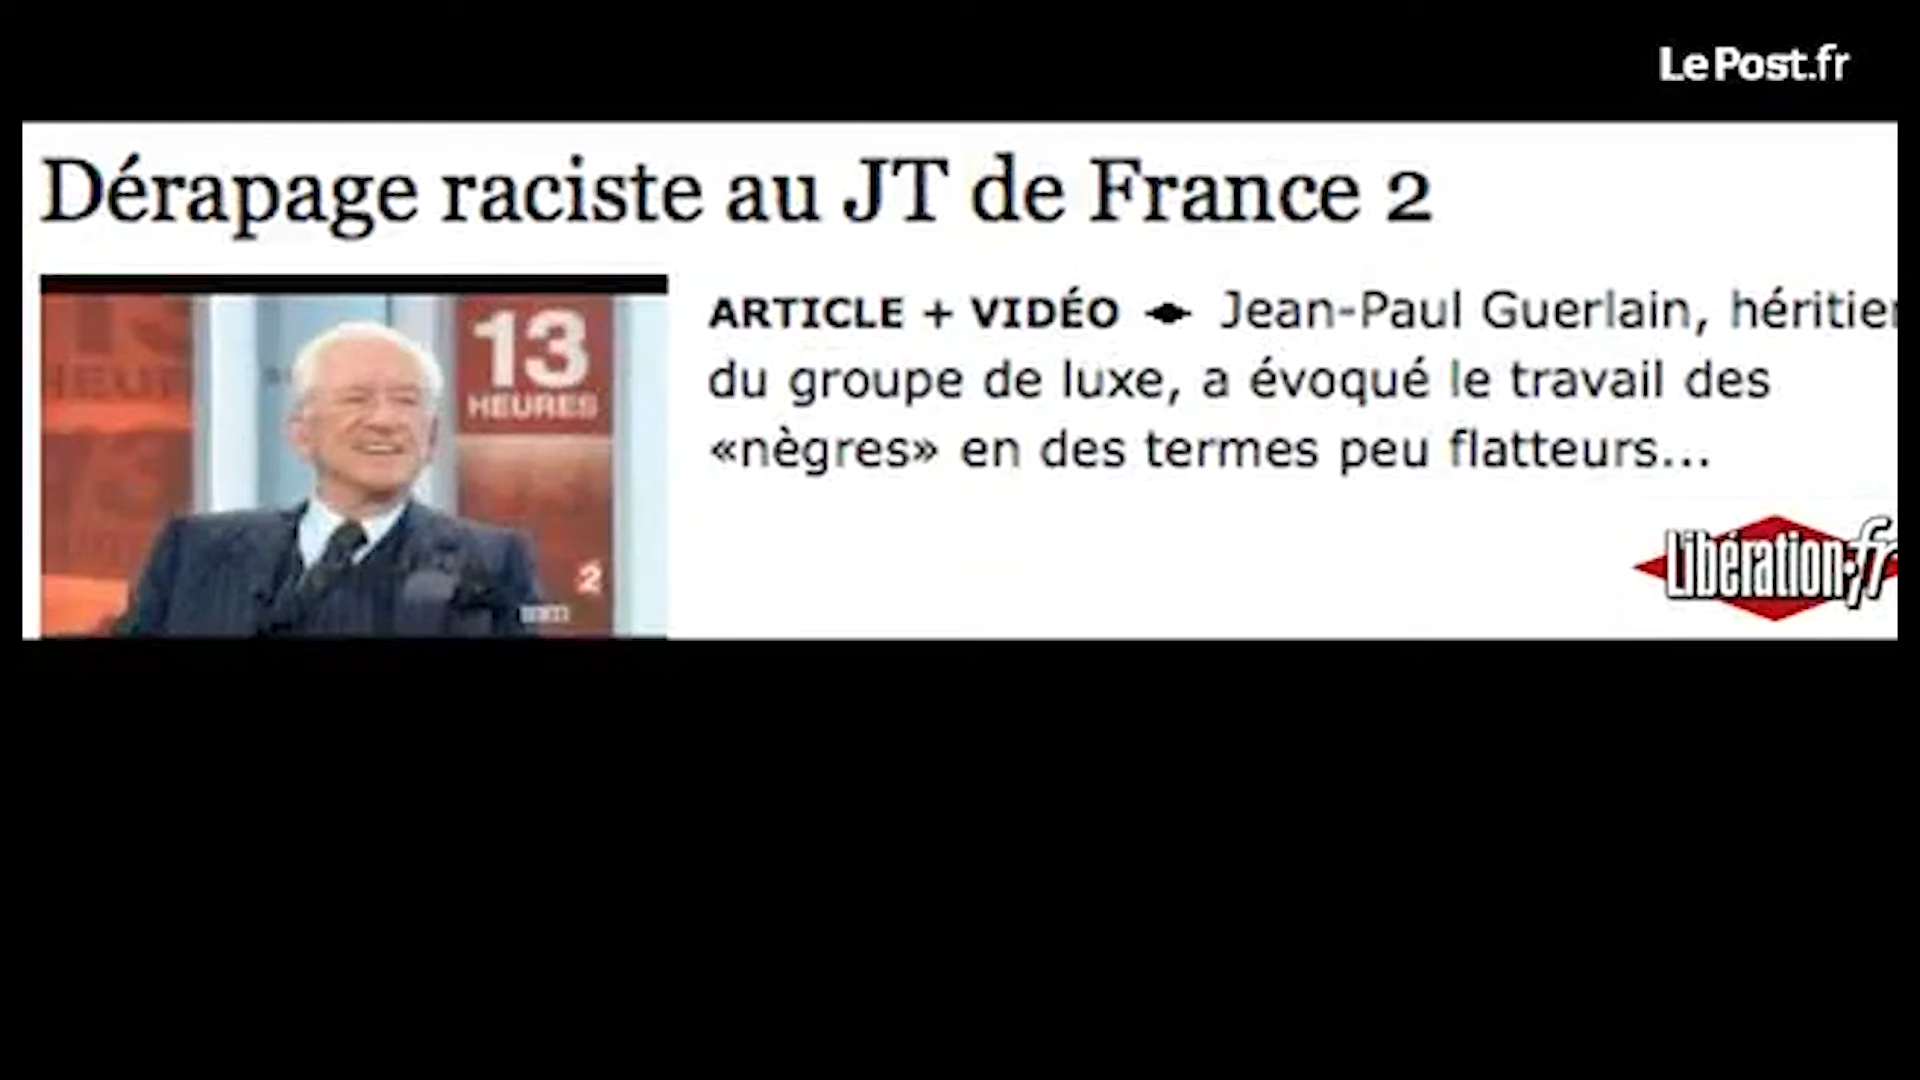 LePost.fr
Dérapage raciste au JT de France 2
13
HEURES
2
ARTICLE + VIDÉO Jean-Paul Guerlain, héritier
du groupe de luxe, a évoqué le travail des
«nègres» en des termes peu flatteurs...
Libération.fr